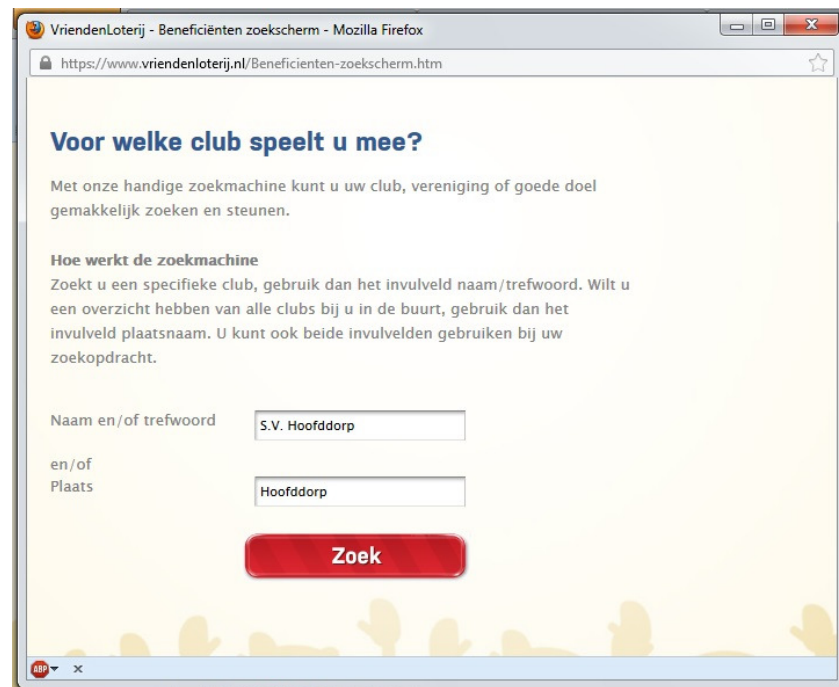 VriendenLoterij - Beneficiënten zoekscherm - Mozilla Firefox
https://www.vriendenloterij.nl/Beneficienten-zoekscherm.htm
Voor welke club speelt u mee?
Met onze handige zoekmachine kunt u uw club, vereniging of goede doel
gemakkelijk zoeken en steunen.
Hoe werkt de zoekmachine
Zoekt u een specifieke club, gebruik dan het invulveld naam/trefwoord. Wilt u
een overzicht hebben van alle clubs bij u in de buurt, gebruik dan het
invulveld plaatsnaam. U kunt ook beide invulvelden gebruiken bij uw
zoekopdracht.
Naam en/of trefwoord
S.V. Hoofddorp
en/of
Plaats
Hoofddorp
Zoek
ABP